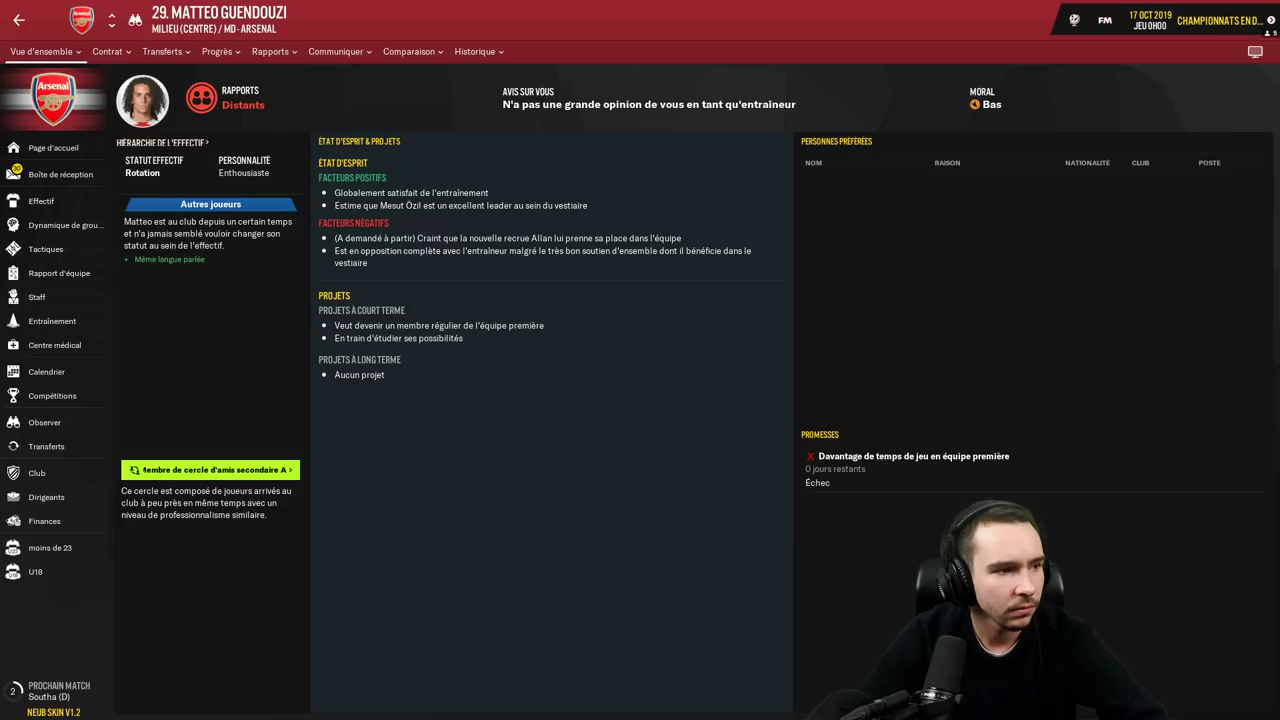 29. MATTEO GUENDOUZI
MILIEU (CENTRE) / MD - ARSENAL
FM
17 OCT 2019
JEU 0H00
CHAMPIONNATS EN D...
5
Vue d'ensemble
Contrat
Transferts
Progrès
Rapports
Communiquer
Comparaison
Historique
Arsenal
RAPPORTS
Distants
AVIS SUR VOUS
N'a pas une grande opinion de vous en tant qu'entraîneur
MORAL
Bas
Page d'accueil
30
Boîte de réception
Effectif
Dynamique de grou...
Tactiques
Rapport d'équipe
Staff
Entraînement
Centre médical
Calendrier
Compétitions
Observer
Transferts
Club
Dirigeants
Finances
moins de 23
U18
2
PROCHAIN MATCH
Southa (D)
NEUB SKIN V1.2
HIÉRARCHIE DE L'EFFECTIF >
STATUT EFFECTIF
Rotation
PERSONNALITÉ
Enthousiaste
Autres joueurs
Matteo est au club depuis un certain temps
et n'a jamais semblé vouloir changer son
statut au sein de l'effectif.
+ Même langue parlée
Membre de cercle d'amis secondaire A >
Ce cercle est composé de joueurs arrivés au
club à peu près en même temps avec un
niveau de professionnalisme similaire.
ÉTAT D'ESPRIT & PROJETS
ÉTAT D'ESPRIT
FACTEURS POSITIFS
• Globalement satisfait de l'entraînement
• Estime que Mesut Özil est un excellent leader au sein du vestiaire
FACTEURS NÉGATIFS
• (A demandé à partir) Craint que la nouvelle recrue Allan lui prenne sa place dans l'équipe
• Est en opposition complète avec l'entraîneur malgré le très bon soutien d'ensemble dont il bénéficie dans le
vestiaire
PROJETS
PROJETS À COURT TERME
• Veut devenir un membre régulier de l'équipe première
• En train d'étudier ses possibilités
PROJETS À LONG TERME
• Aucun projet
PERSONNES PRÉFÉRÉES
NOM
RAISON
NATIONALITÉ
CLUB
POSTE
PROMESSES
X Davantage de temps de jeu en équipe première
0 jours restants
Échec